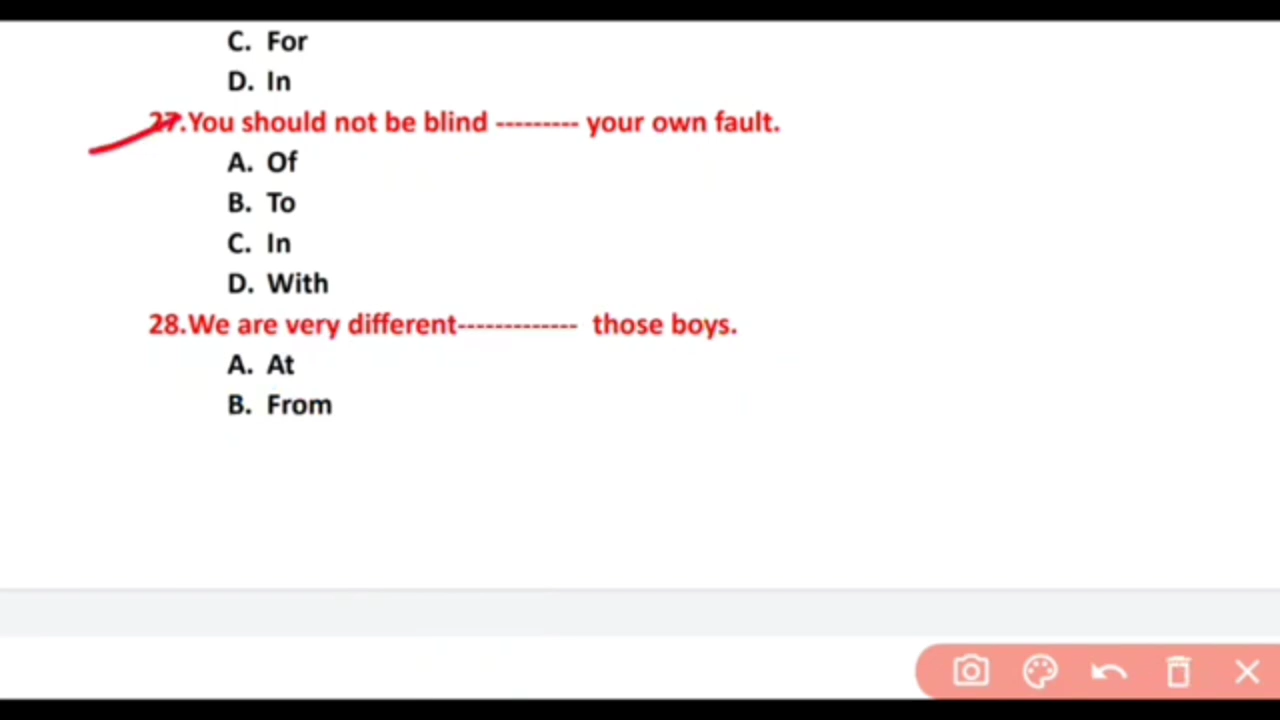 C. For
D. In
27.You should not be blind --------- your own fault.
A. Of
B. To
C. In
D. With
28.We are very different------------- those boys.
A. At
B. From